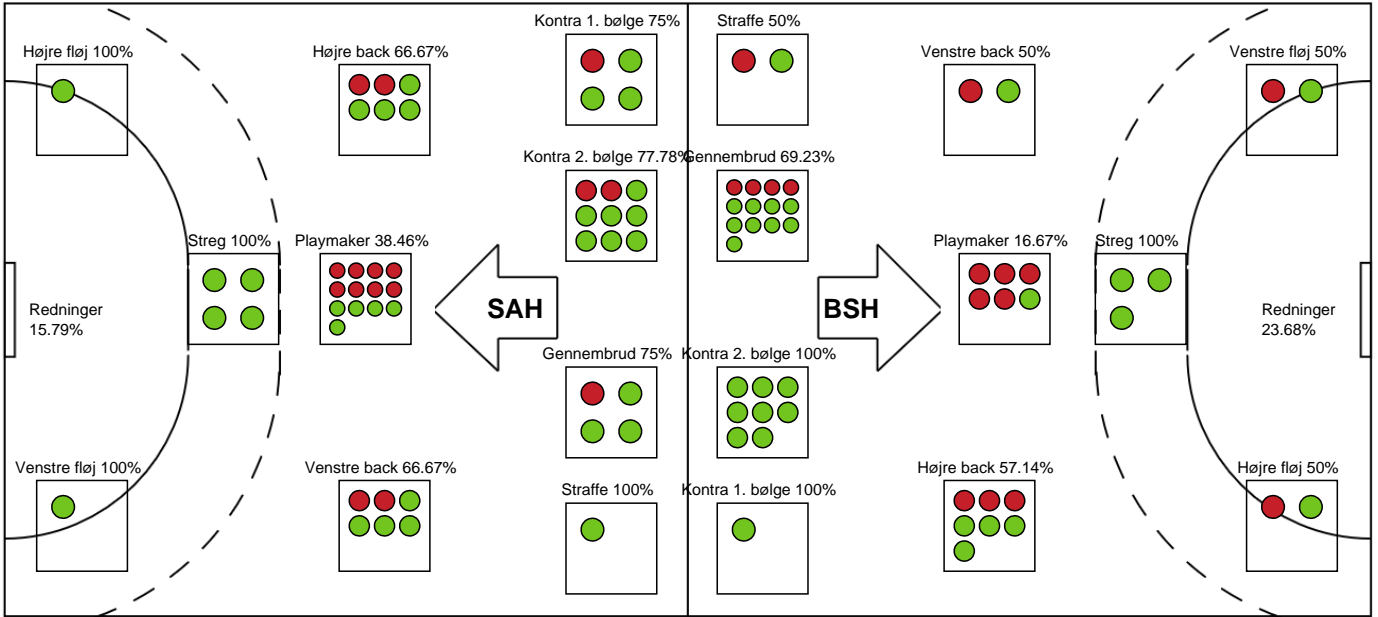 Kontra 1. bølge 75%
Straffe 50%
Højre fløj 100%
Højre back 66.67%
Venstre back 50%
Venstre fløj 50%
Kontra 2. bølge 77.78%
Gennembrud 69.23%
Streg 100%
Playmaker 38.46%
Playmaker 16.67%
Streg 100%
Redninger
15.79%
SAH
BSH
Redninger
23.68%
Gennembrud 75%
Kontra 2. bølge 100%
Venstre fløj 100%
Venstre back 66.67%
Højre back 57.14%
Højre fløj 50%
Straffe 100%
Kontra 1. bølge 100%